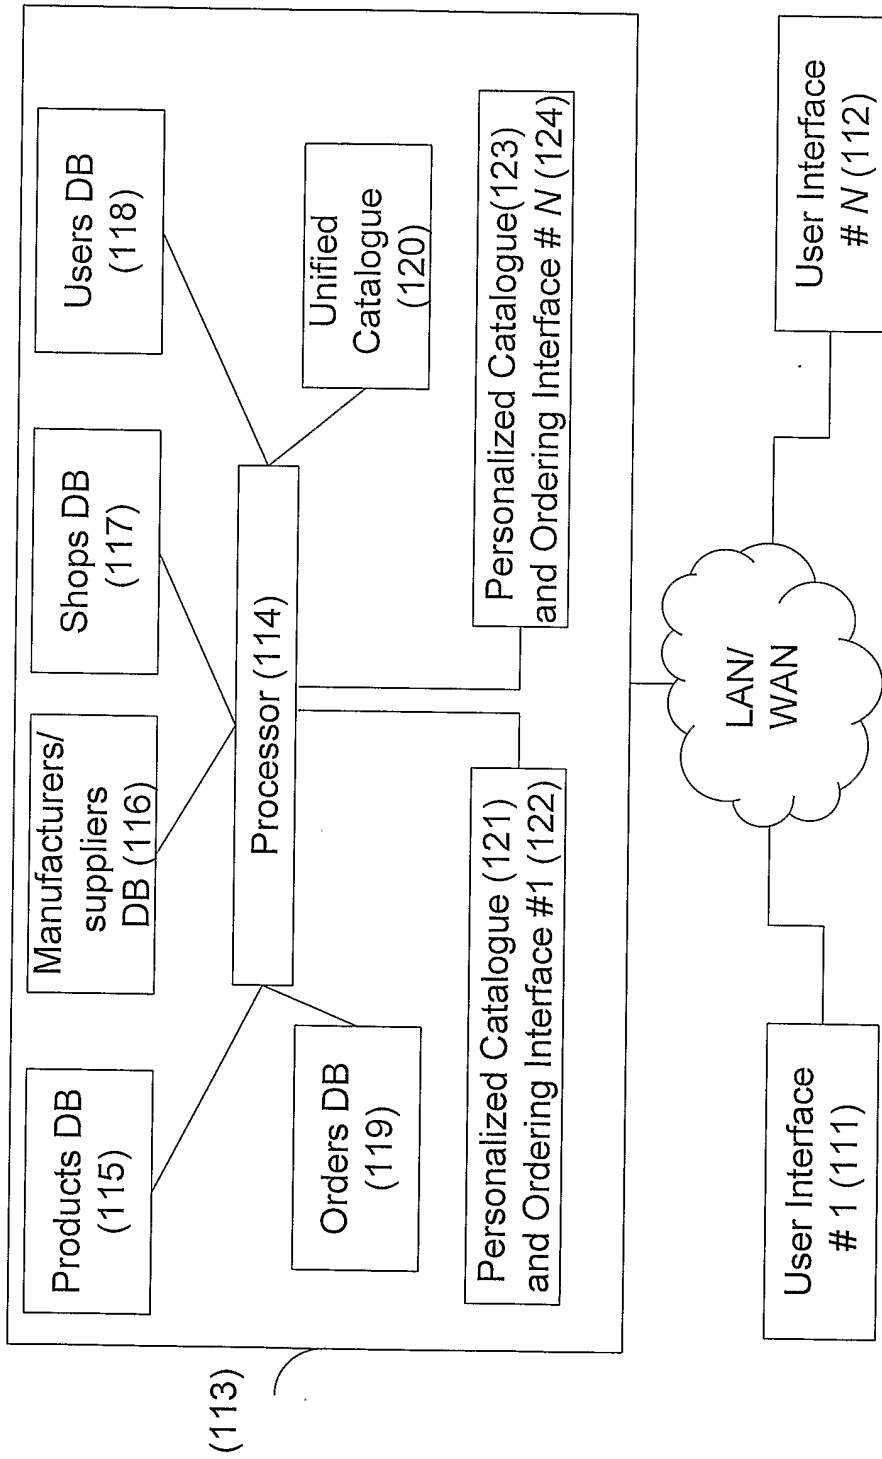 (113)
Products DB
(115)
Manufacturers/
suppliers
DB (116)
Shops DB
(117)
Users DB
(118)
Processor (114)
Orders DB
(119)
Unified
Catalogue
(120)
Personalized Catalogue (121)
and Ordering Interface #1 (122)
Personalized Catalogue(123)
and Ordering Interface # N (124)
LAN/
WAN
User Interface
# 1 (111)
User Interface
# N (112)